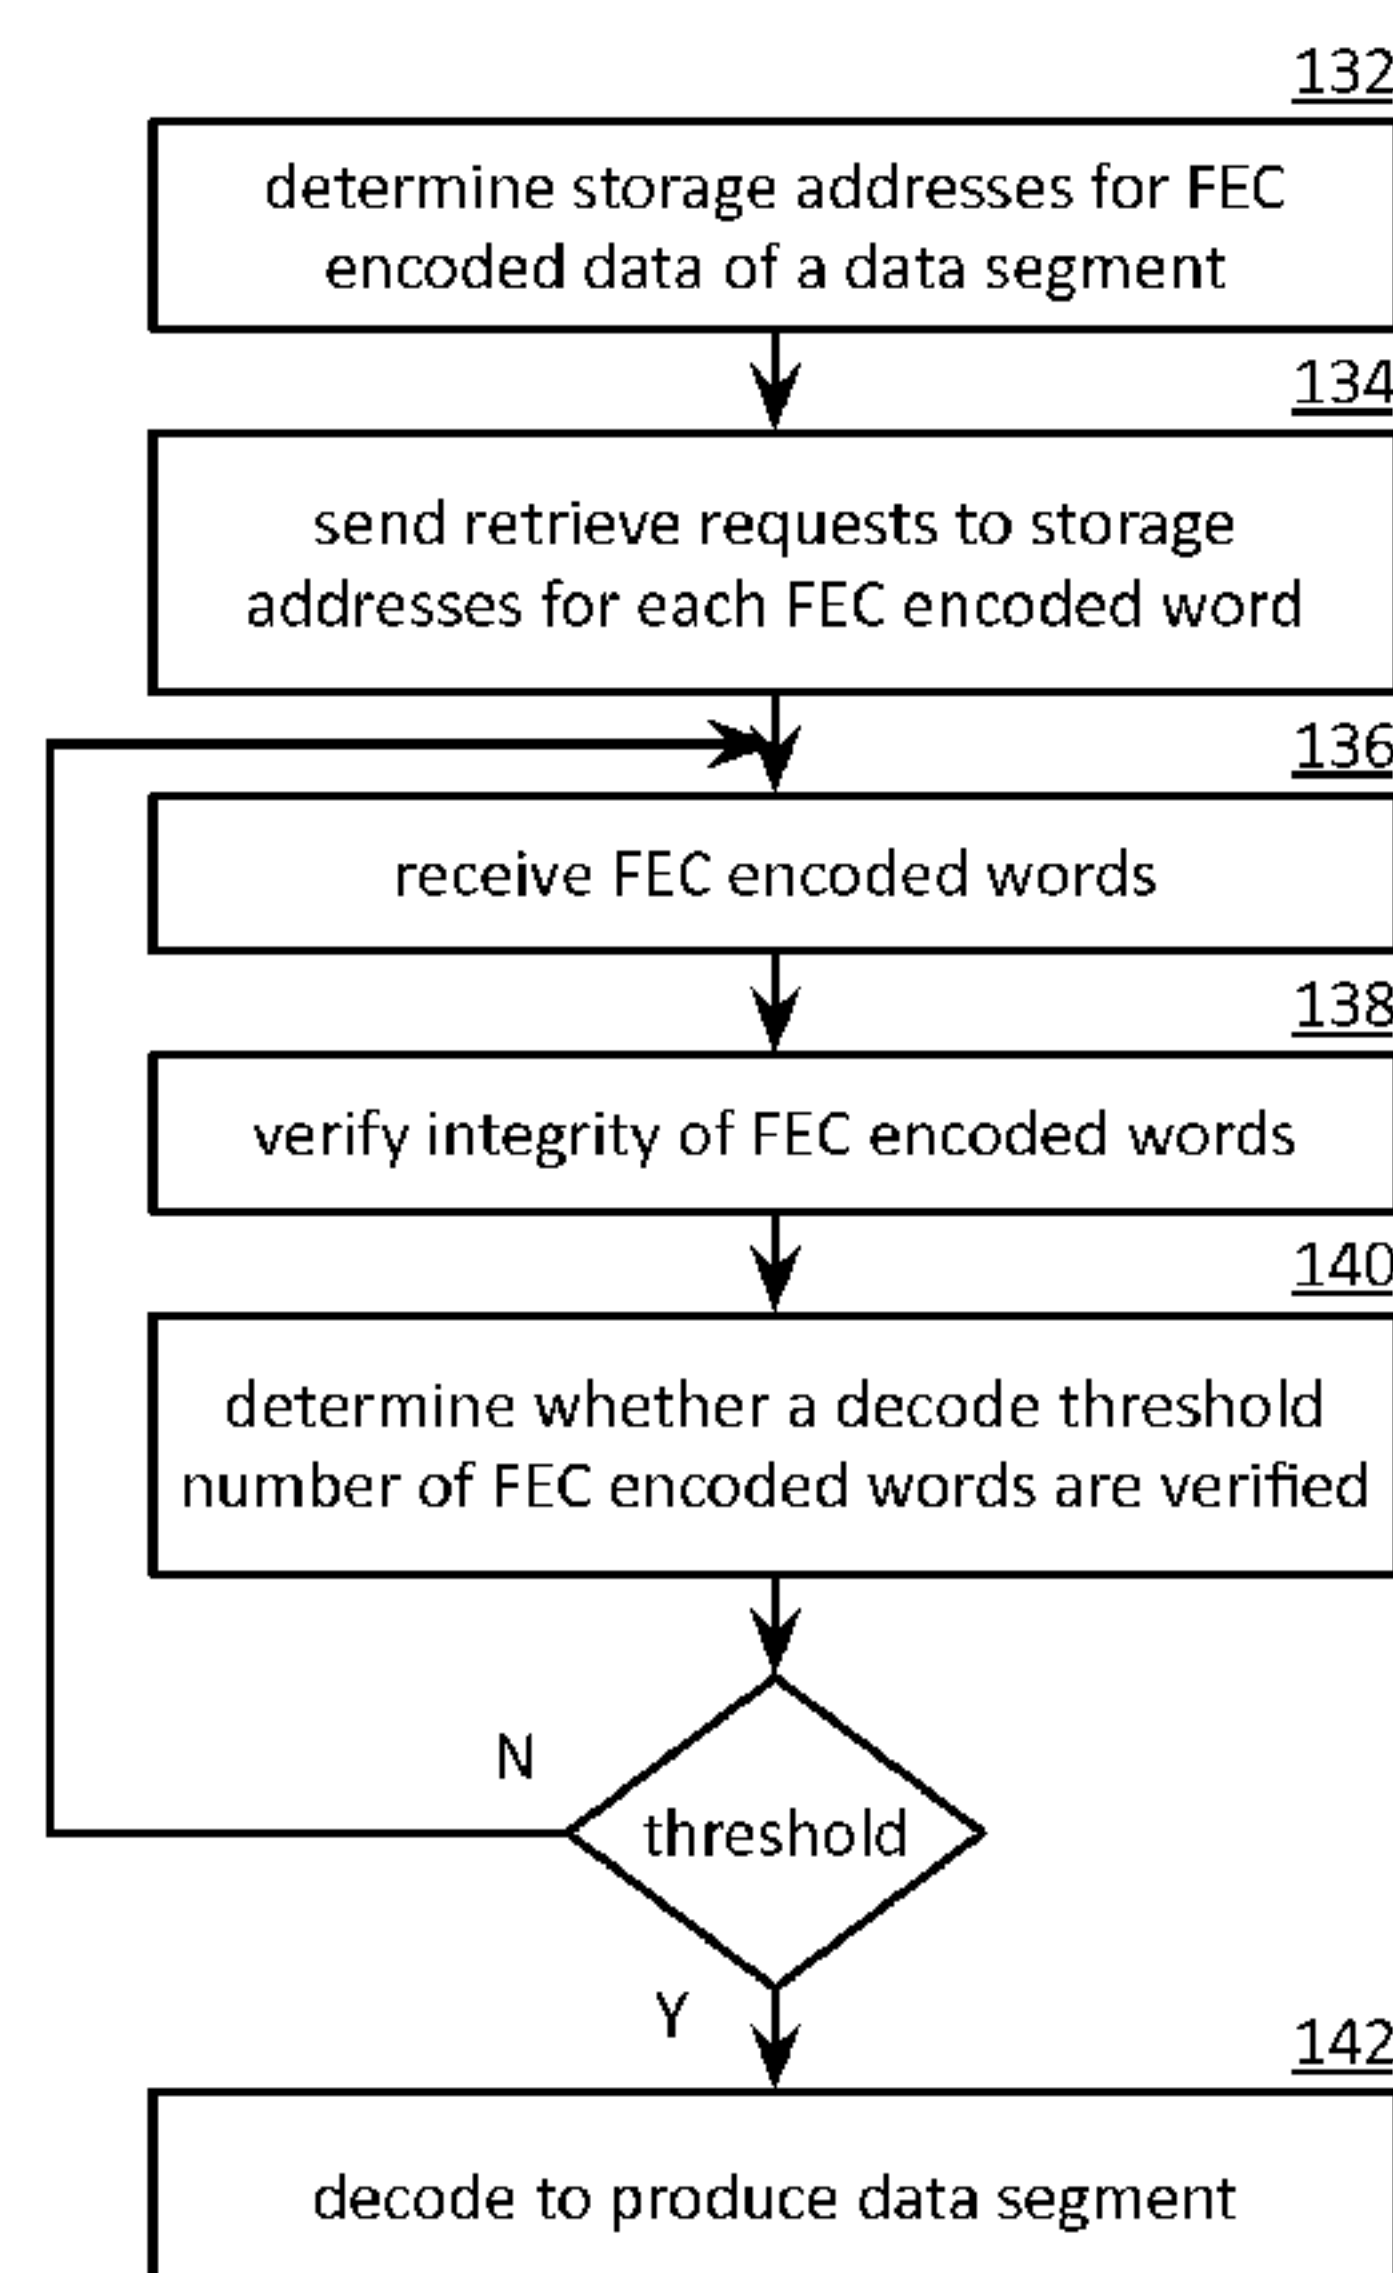 132
determine storage addresses for FEC
encoded data of a data segment
134
send retrieve requests to storage
addresses for each FEC encoded word
136
receive FEC encoded words
138
verify integrity of FEC encoded words
140
determine whether a decode threshold
number of FEC encoded words are verified
N
threshold
Y
142
decode to produce data segment